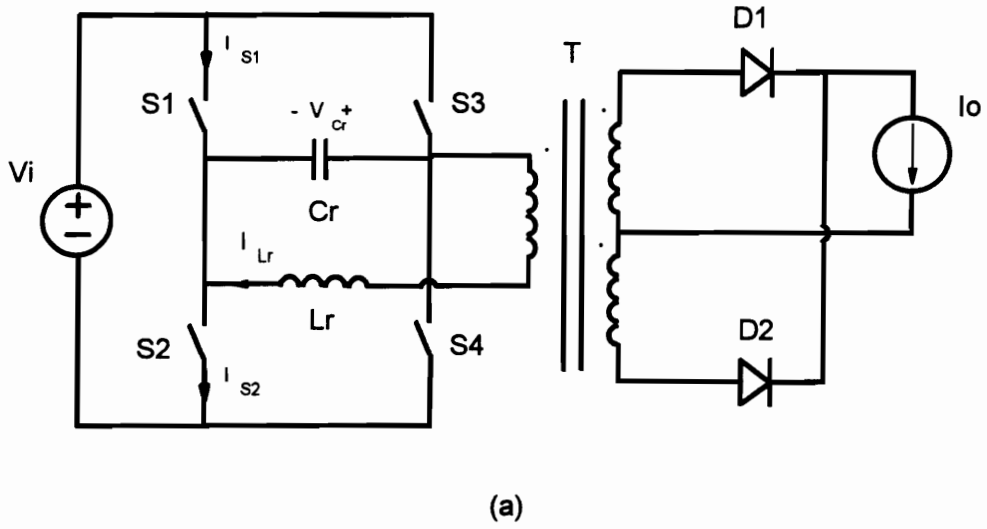 D1
T
I S1
S1
S3
- V Cr +
Io
Vi
+
−
Cr
I Lr
Lr
S2
S4
D2
I S2
(a)